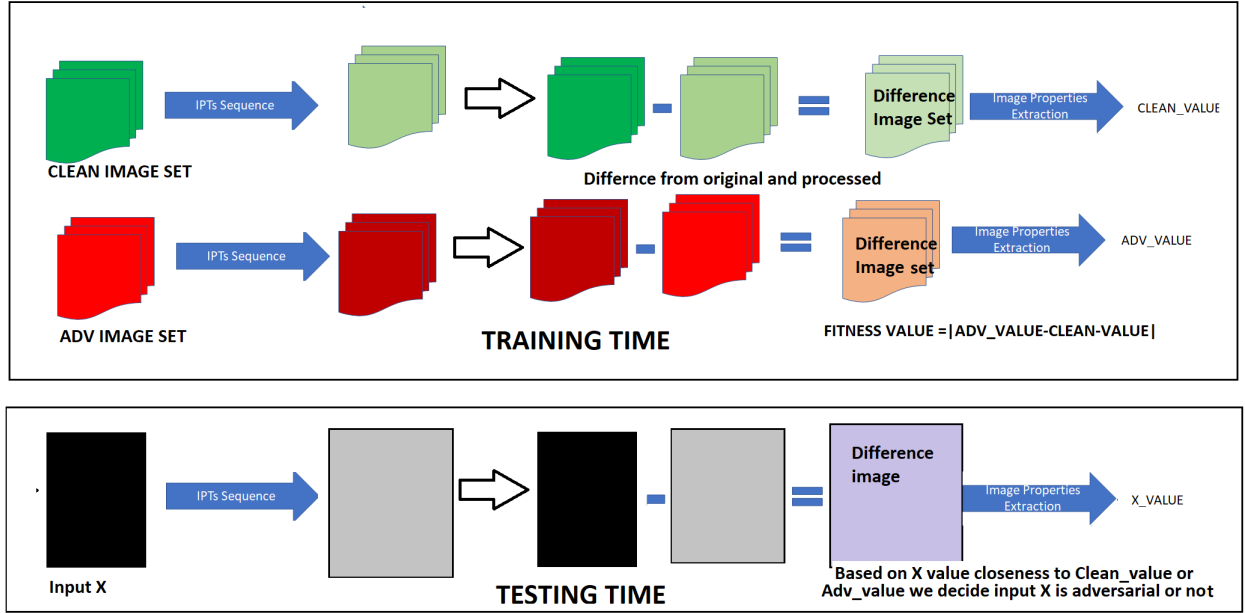 IPTs Sequence
Difference
Image Set
Image Properties
Extraction
CLEAN_VALUE
CLEAN IMAGE SET
Differnce from original and processed
IPTs Sequence
Difference
Image set
Image Properties
Extraction
ADV_VALUE
ADV IMAGE SET
TRAINING TIME
FITNESS VALUE =|ADV_VALUE-CLEAN-VALUE|
IPTs Sequence
Difference
image
Image Properties
Extraction
X_VALUE
Input X
TESTING TIME
Based on X value closeness to Clean_value or
Adv_value we decide input X is adversarial or not